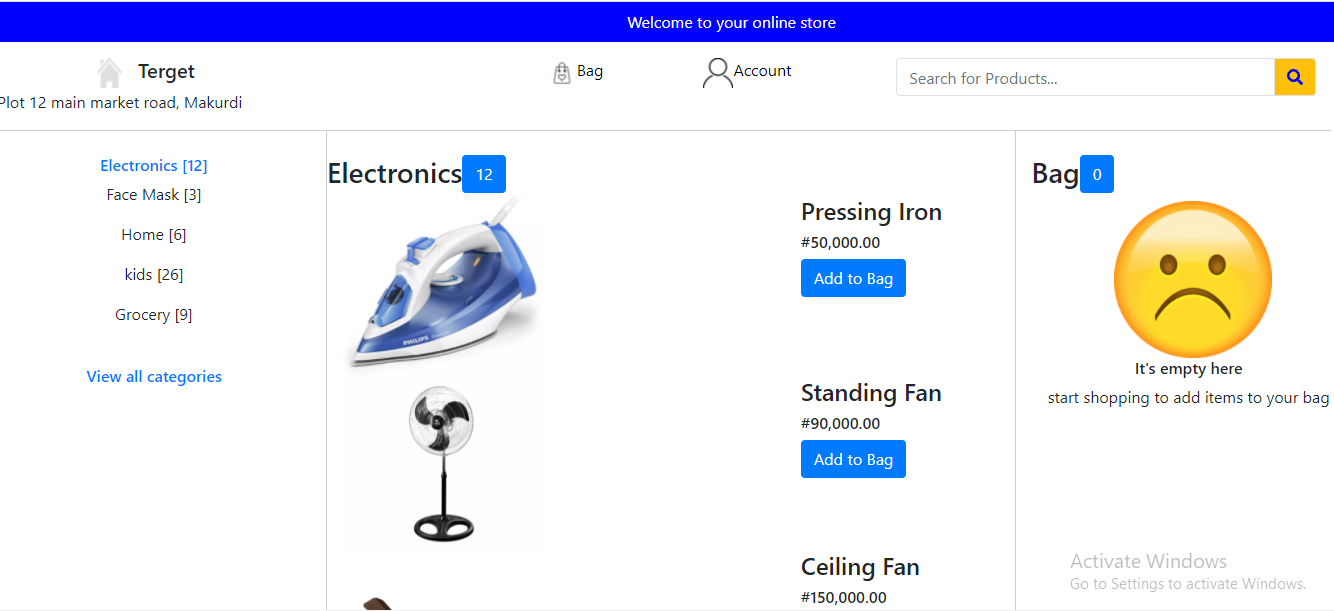 Welcome to your online store
Terget
Bag
Account
Search for Products...
Plot 12 main market road, Makurdi
Electronics [12]
Face Mask [3]
Home [6]
kids [26]
Grocery [9]
View all categories
Electronics 12
PHILIPS
Pressing Iron
#50,000.00
Add to Bag
Standing Fan
#90,000.00
Add to Bag
Ceiling Fan
#150,000.00
Bag 0
It's empty here
start shopping to add items to your bag
Activate Windows
Go to Settings to activate Windows.